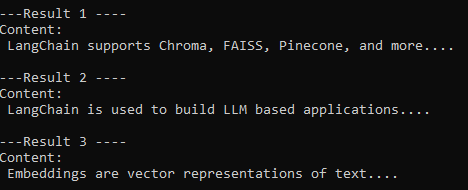 ---Result 1 ----
Content:
 LangChain supports Chroma, FAISS, Pinecone, and more....
---Result 2 ----
Content:
 LangChain is used to build LLM based applications....
---Result 3 ----
Content:
 Embeddings are vector representations of text....